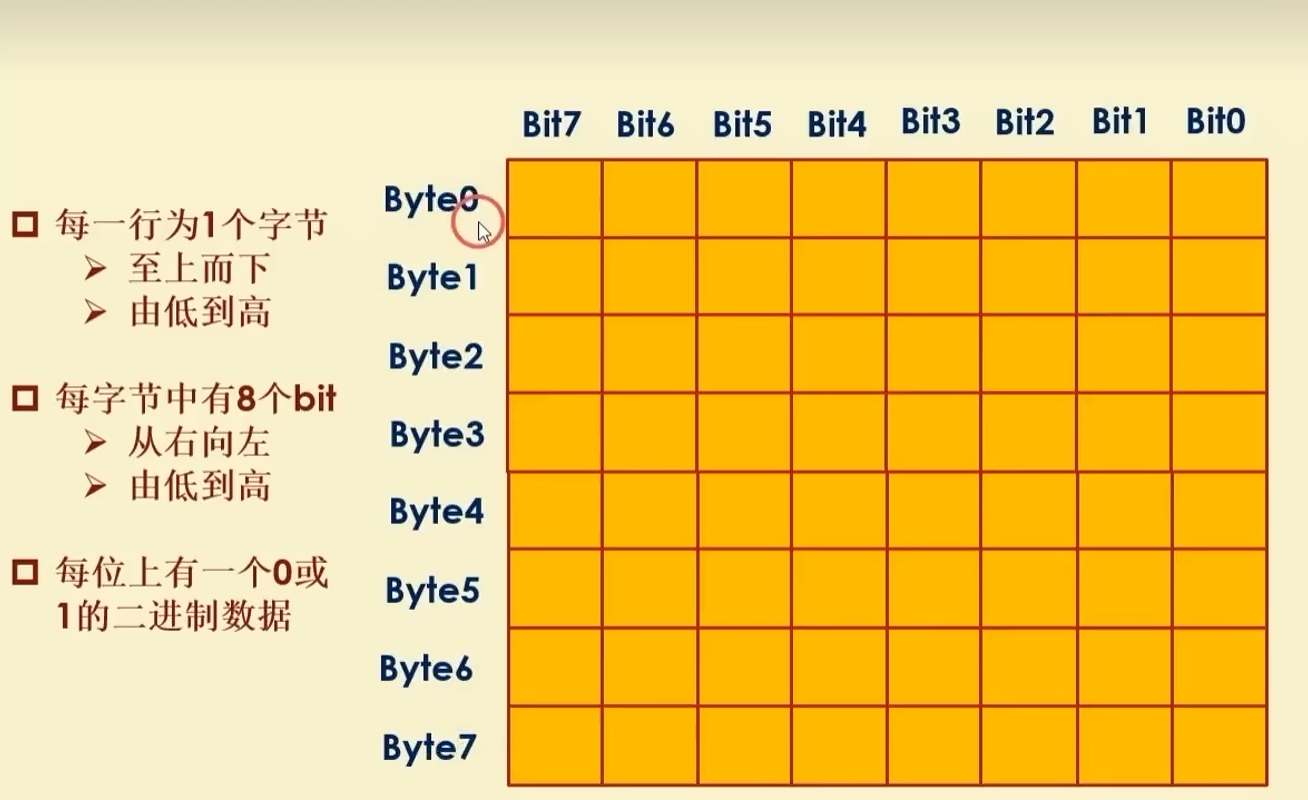 Bit7 Bit6 Bit5 Bit4 Bit3 Bit2 Bit1 Bit0
每一行为1个字节
至上而下
由低到高
每字节中有8个bit
从右向左
由低到高
每位上有一个0或
1的二进制数据
Byte0
Byte1
Byte2
Byte3
Byte4
Byte5
Byte6
Byte7